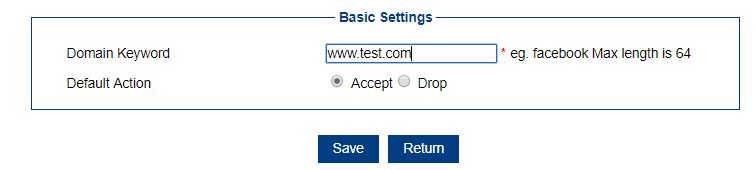 Basic Settings
Domain Keyword www.test.com * eg. facebook Max length is 64
Default Action Accept Drop
Save Return